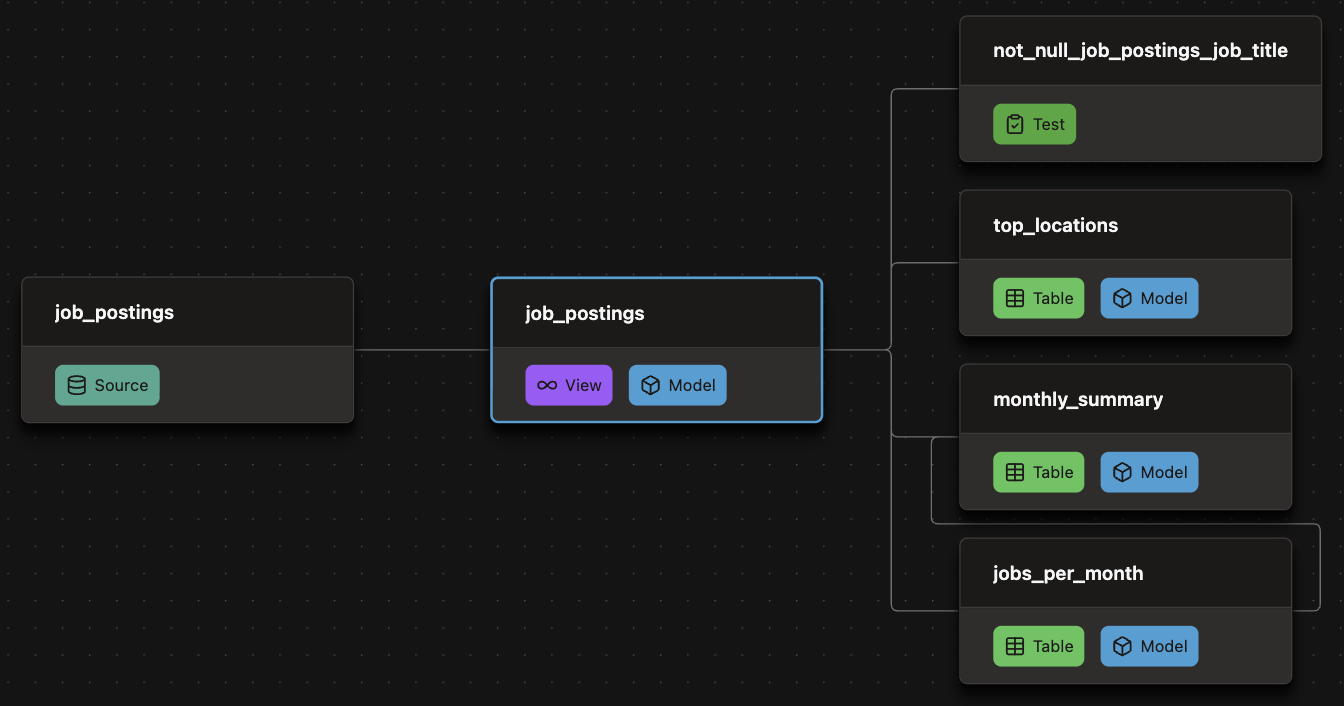 job_postings
Source
job_postings
View Model
not_null_job_postings_job_title
Test
top_locations
Table Model
monthly_summary
Table Model
jobs_per_month
Table Model